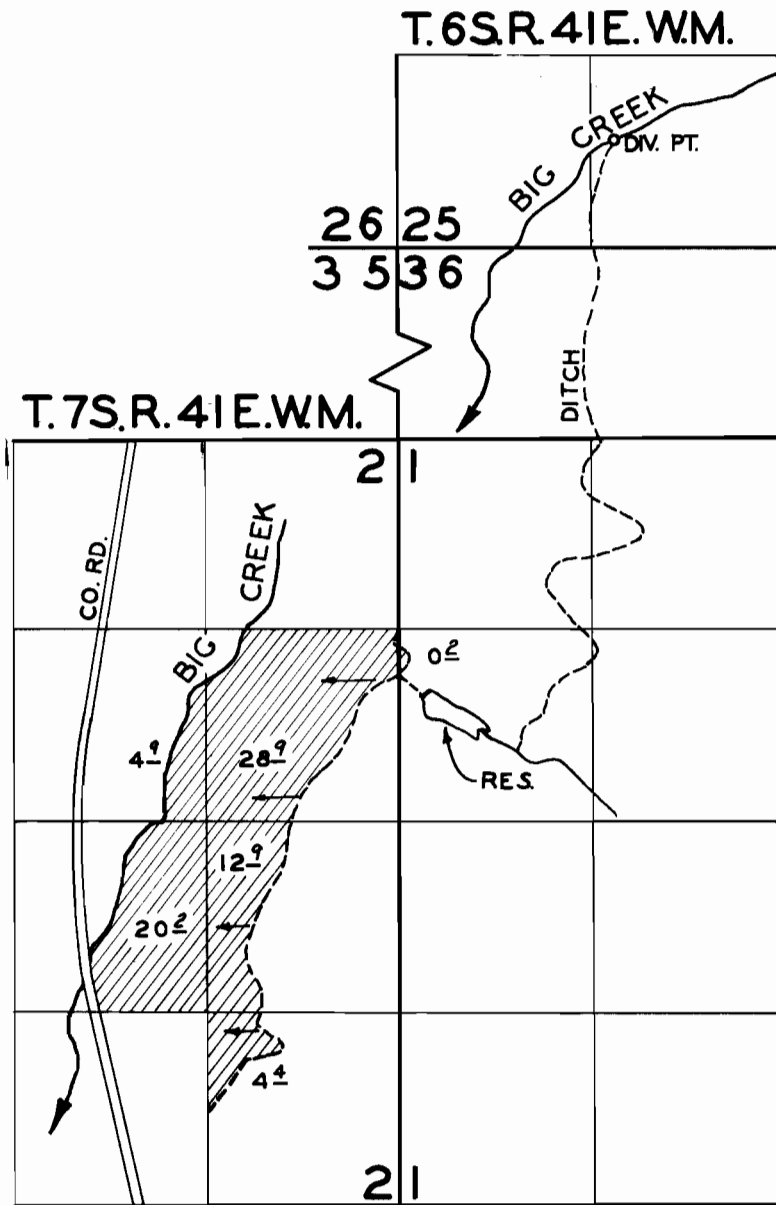 T. 6S. R. 41E. W.M.
BIG CREEK
DIV. PT.
26 25
35 36
DITCH
T. 7S. R. 41E. W.M.
2 1
CO. RD.
BIG CREEK
0 2
4 9
28 9
RES.
12 9
20 2
4 4
2 1